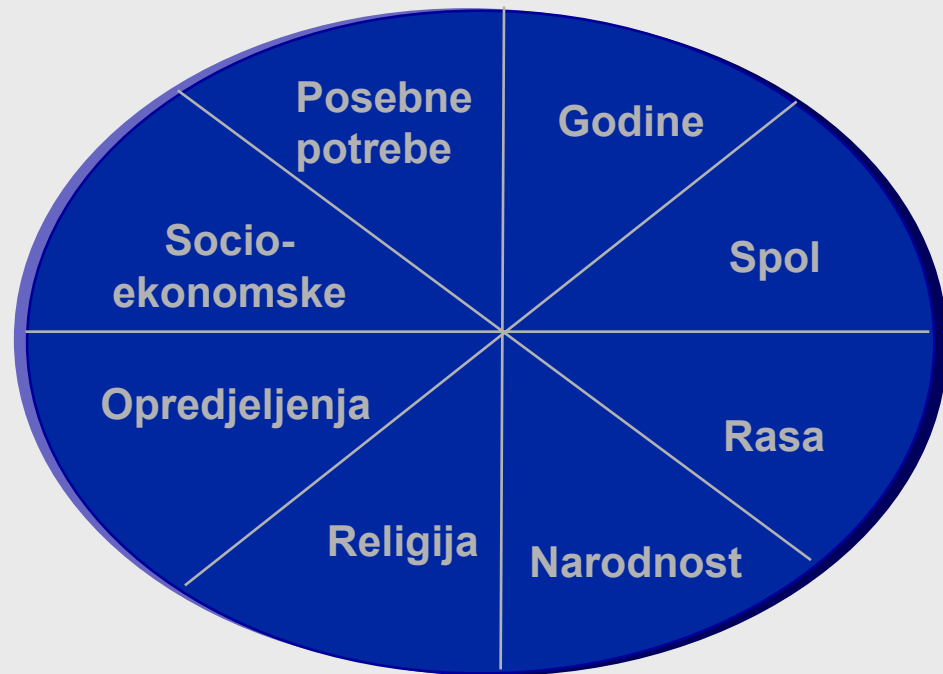 Posebne
potrebe
Godine
Socio-
ekonomske
Spol
Opredjeljenja
Rasa
Religija
Narodnost